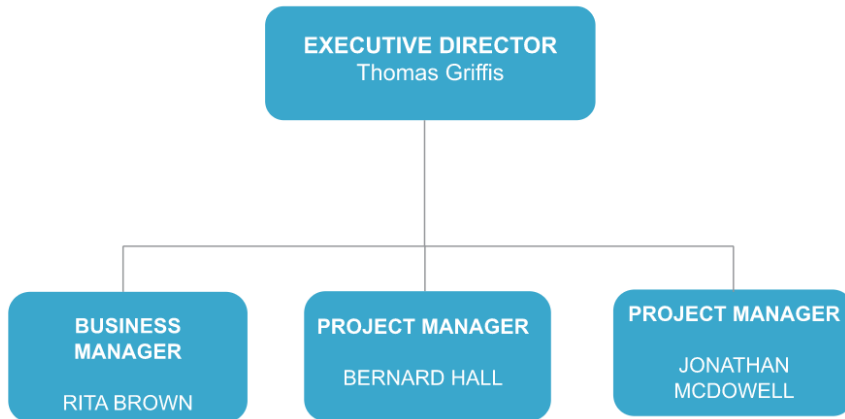 EXECUTIVE DIRECTOR
Thomas Griffis
BUSINESS
MANAGER
RITA BROWN
PROJECT MANAGER
BERNARD HALL
PROJECT MANAGER
JONATHAN
MCDOWELL